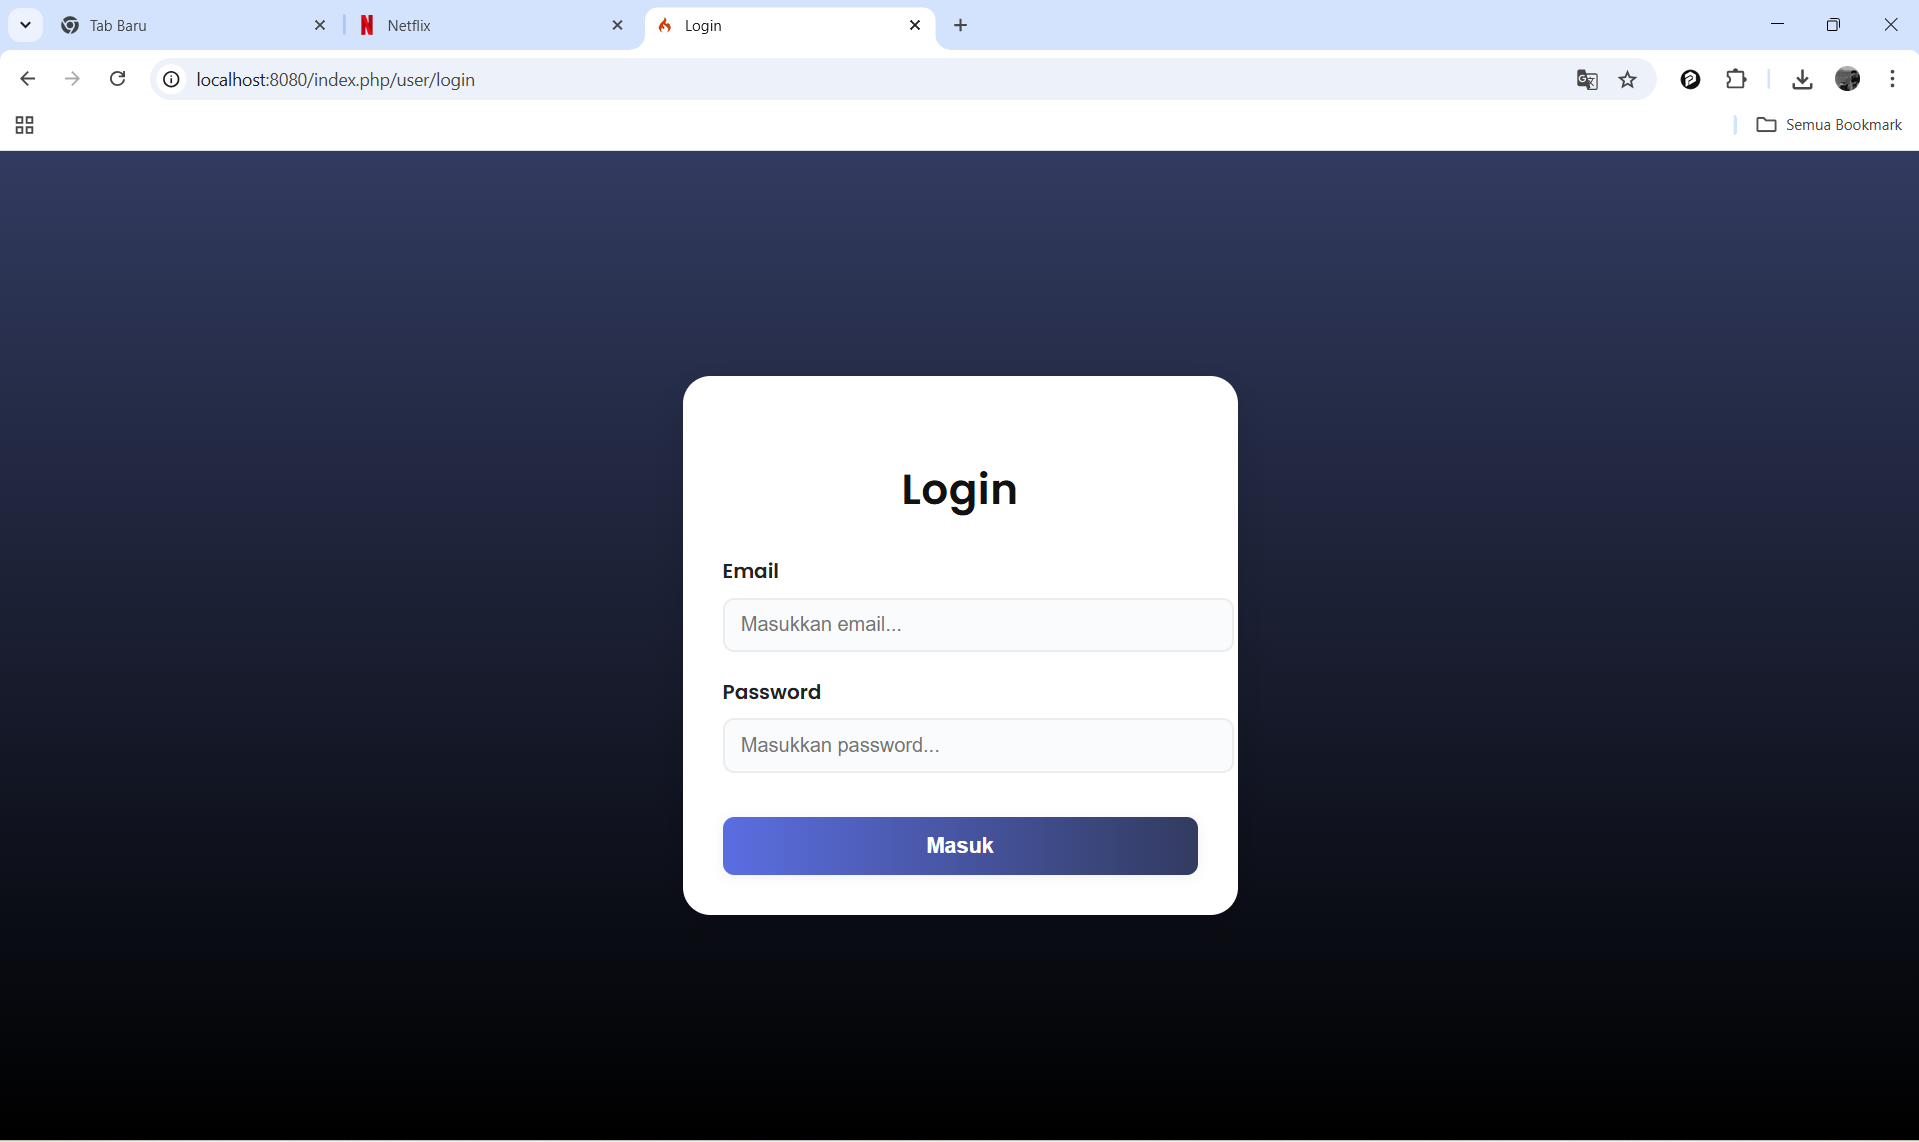 Tab Baru
Netflix
Login
localhost:8080/index.php/user/login
Semua Bookmark
Login
Email
Masukkan email...
Password
Masukkan password...
Masuk